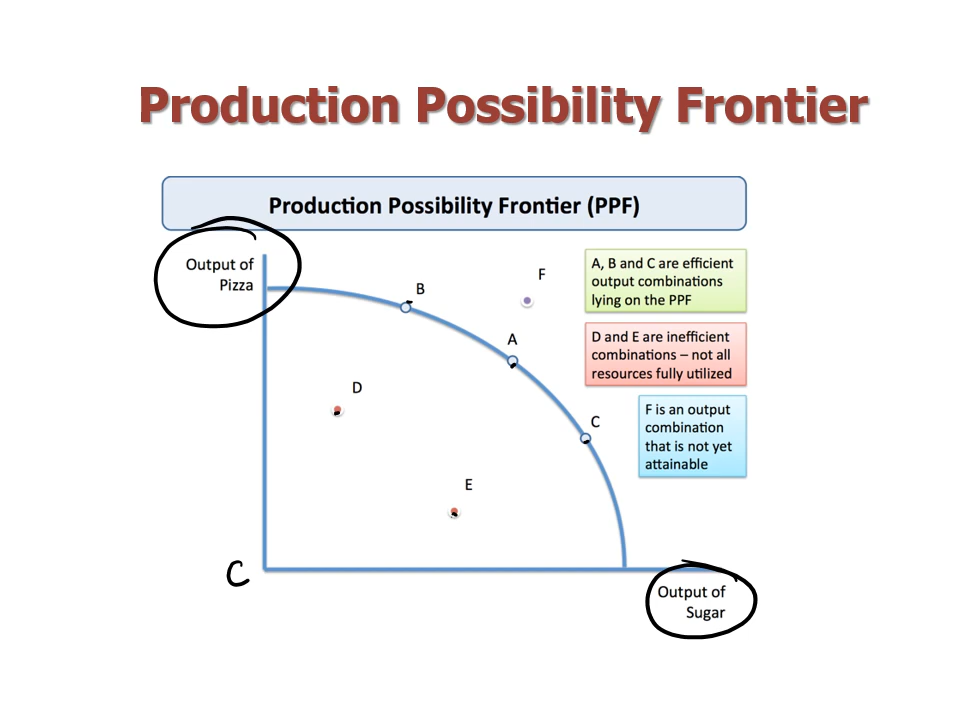 Production Possibility Frontier
Production Possibility Frontier (PPF)
Output of
Pizza
B
F
A, B and C are efficient
output combinations
lying on the PPF
A
D and E are inefficient
combinations – not all
resources fully utilized
D
C
F is an output
combination
that is not yet
attainable
E
C
Output of
Sugar